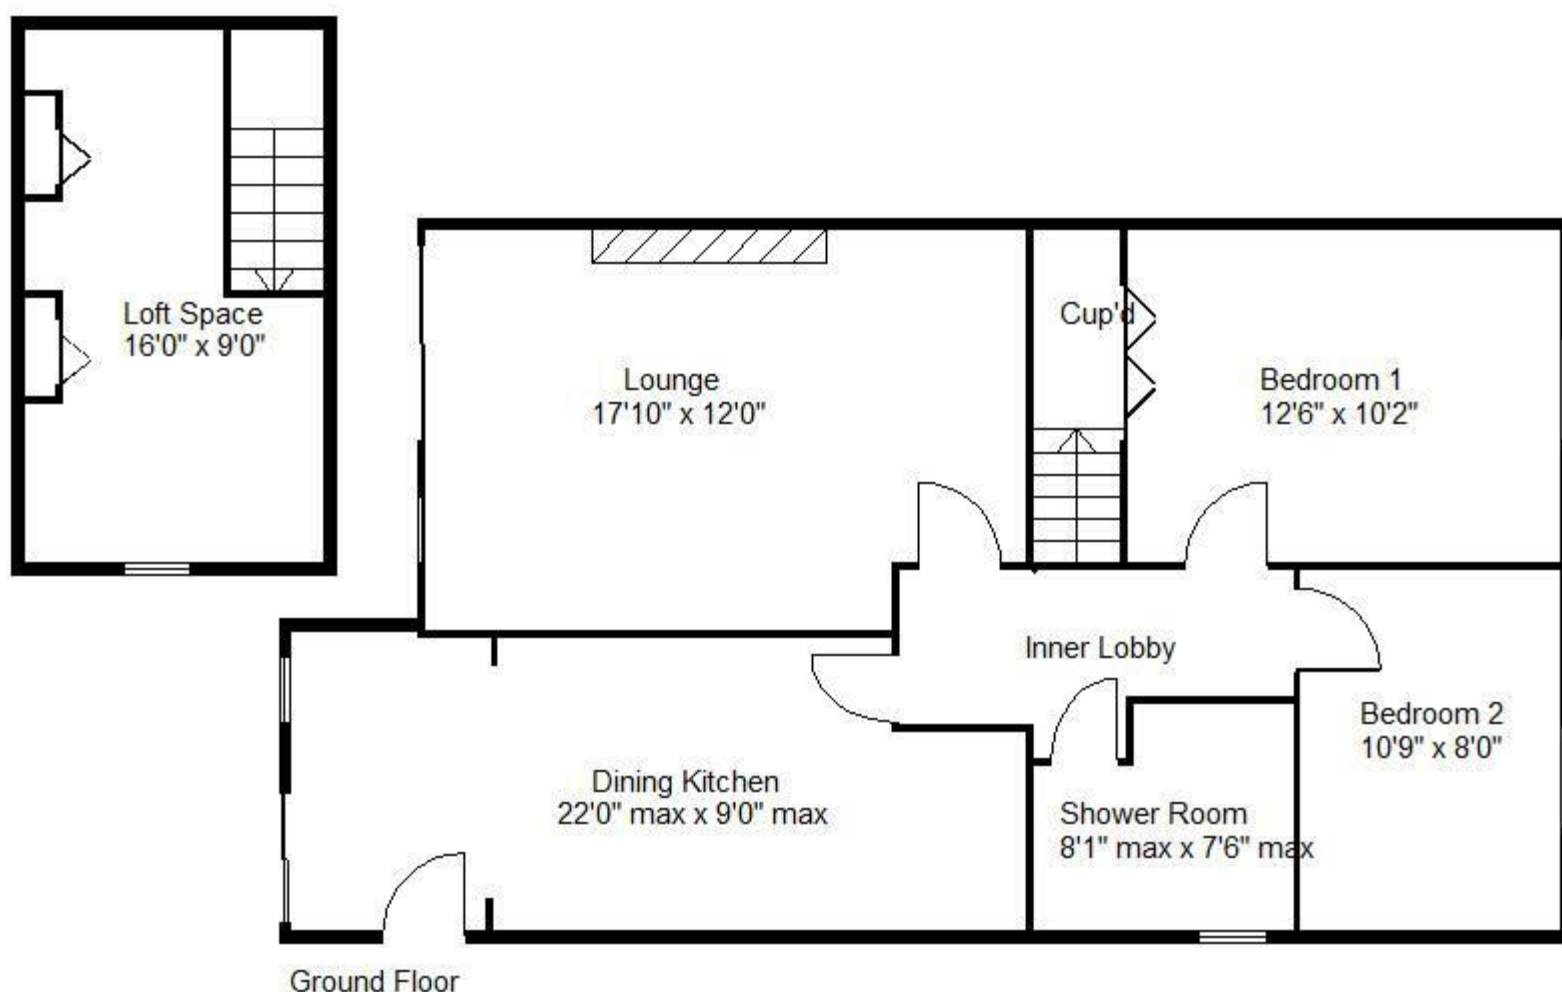 Loft Space
16'0" x 9'0"
Lounge
17'10" x 12'0"
Cup'd
Bedroom 1
12'6" x 10'2"
Inner Lobby
Bedroom 2
10'9" x 8'0"
Dining Kitchen
22'0" max x 9'0" max
Shower Room
8'1" max x 7'6" max
Ground Floor